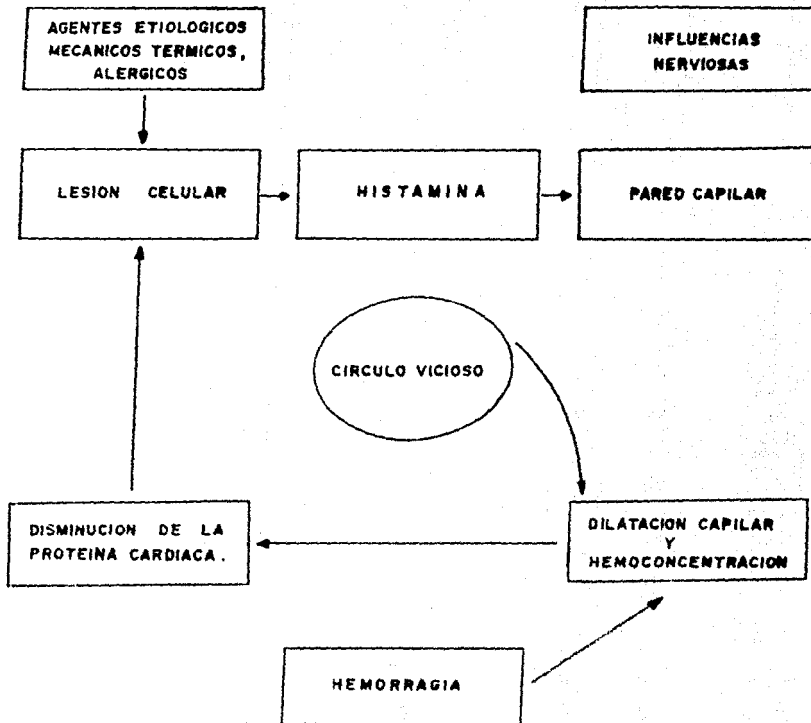 AGENTES ETIOLOGICOS
MECANICOS TERMICOS,
ALERGICOS
INFLUENCIAS
NERVIOSAS
LESION CELULAR
HISTAMINA
PARED CAPILAR
CIRCULO VICIOSO
DISMINUCION DE LA
PROTEINA CARDIACA.
DILATACION CAPILAR
Y
HEMOCONCENTRACION
HEMORRAGIA